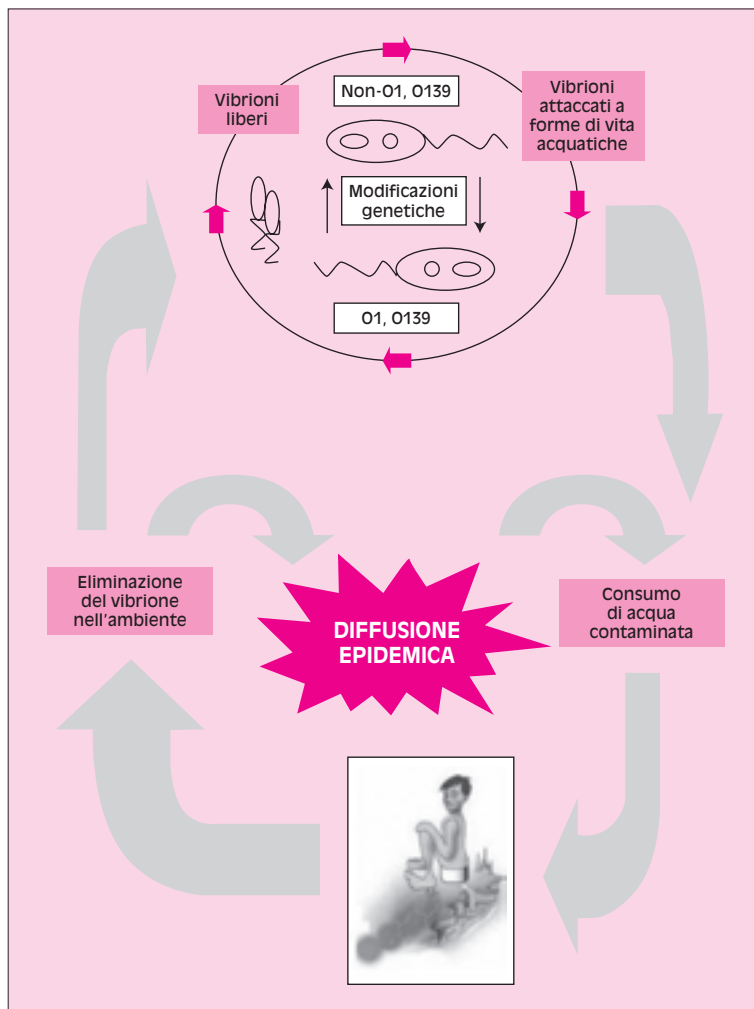 Non-O1, O139
Vibrioni
liberi
Vibrioni
attaccati a
forme di vita
acquatiche
Modificazioni
genetiche
O1, O139
Eliminazione
del vibrione
nell'ambiente
DIFFUSIONE
EPIDEMICA
Consumo
di acqua
contaminata